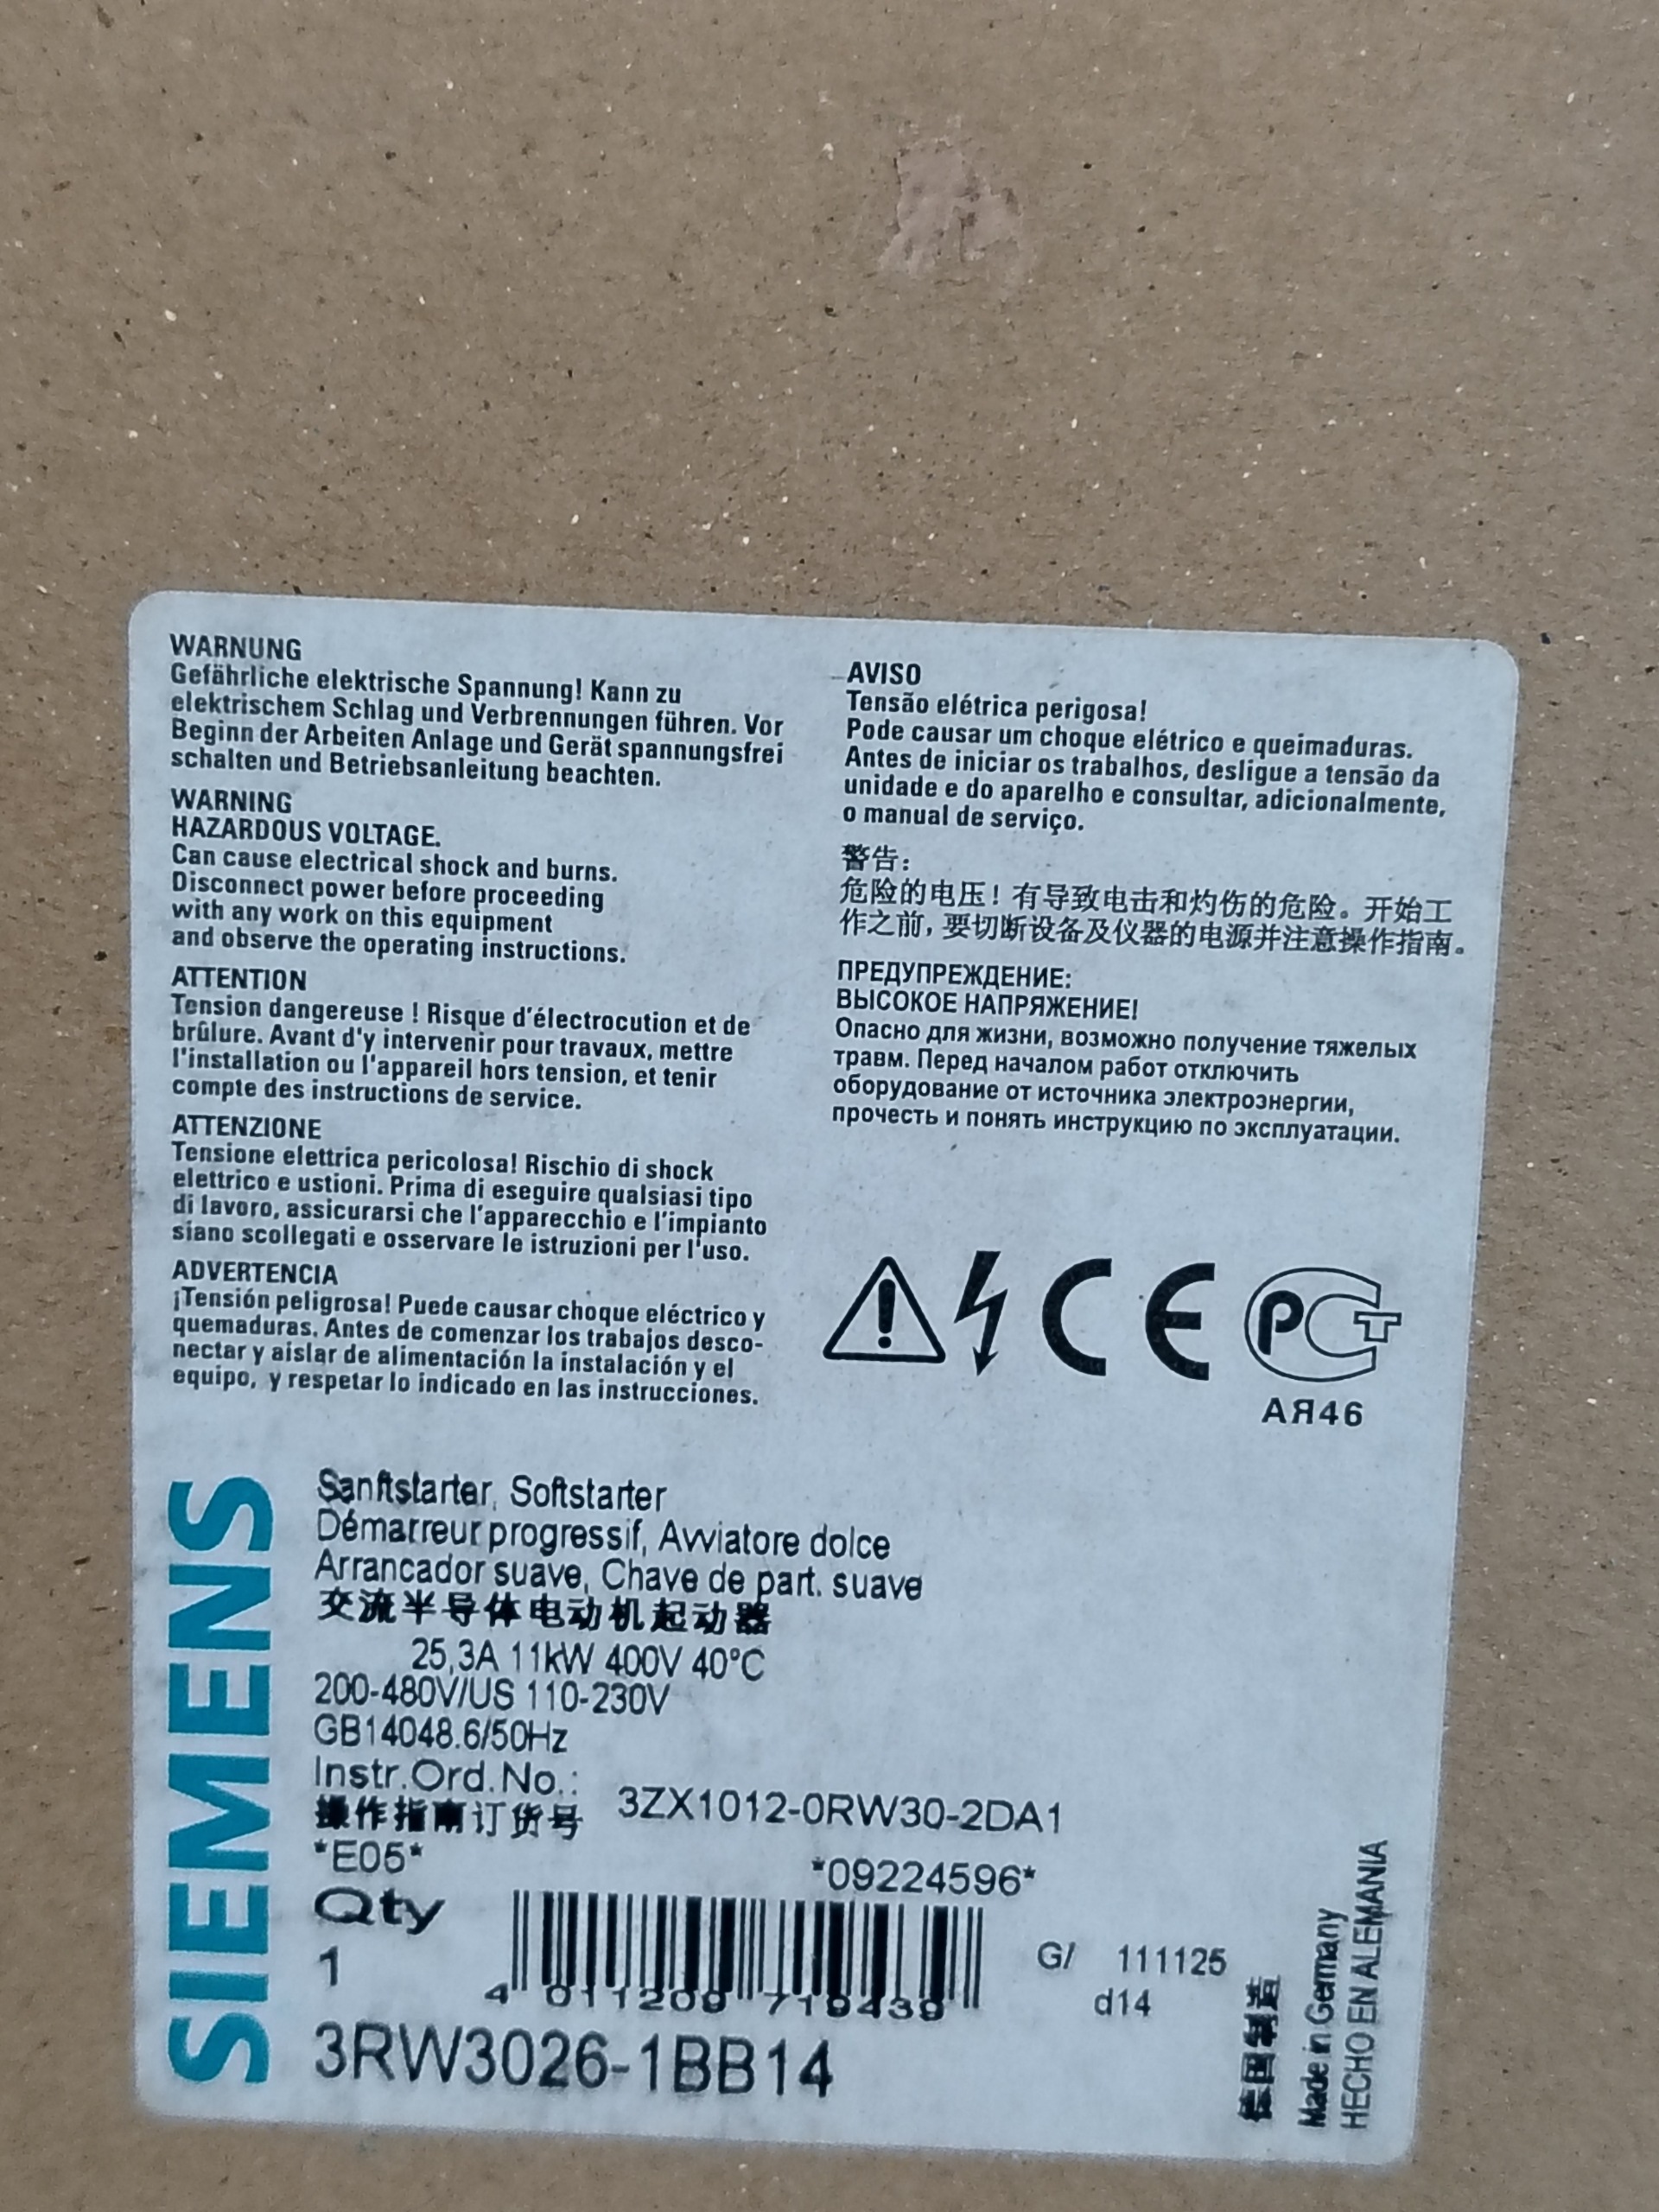 WARNUNG
Gefährliche elektrische Spannung! Kann zu
elektrischem Schlag und Verbrennungen führen. Vor
Beginn der Arbeiten Anlage und Gerät spannungsfrei
schalten und Betriebsanleitung beachten.
WARNING
HAZARDOUS VOLTAGE.
Can cause electrical shock and burns.
Disconnect power before proceeding
with any work on this equipment
and observe the operating instructions.
ATTENTION
Tension dangereuse ! Risque d'électrocution et de
brûlure. Avant d'y intervenir pour travaux, mettre
l'installation ou l'appareil hors tension, et tenir
compte des instructions de service.
ATTENZIONE
Tensione elettrica pericolosa! Rischio di shock
elettrico e ustioni. Prima di eseguire qualsiasi tipo
di lavoro, assicurarsi che l'apparecchio e l'impianto
siano scollegati e osservare le istruzioni per l'uso.
ADVERTENCIA
¡Tensión peligrosa! Puede causar choque eléctrico y
quemaduras. Antes de comenzar los trabajos desco-
nectar y aislar de alimentación la instalación y el
equipo, y respetar lo indicado en las instrucciones.
AVISO
Tensão elétrica perigosa!
Pode causar um choque elétrico e queimaduras.
Antes de iniciar os trabalhos, desligue a tensão da
unidade e do aparelho e consultar, adicionalmente,
o manual de serviço.
警告:
危险的电压！有导致电击和灼伤的危险。开始工
作之前，要切断设备及仪器的电源并注意操作指南。
ПРЕДУПРЕЖДЕНИЕ:
ВЫСОКОЕ НАПРЯЖЕНИЕ!
Опасно для жизни, возможно получение тяжелых
травм. Перед началом работ отключить
оборудование от источника электроэнергии,
прочесть и понять инструкцию по эксплуатации.
CE PCT
АЯ46
SIEMENS
Sanftstarter, Softstarter
Démarreur progressif, Avviatore dolce
Arrancador suave, Chave de part. suave
交流半导体电动机起动器
25,3A 11kW 400V 40°C
200-480V/US 110-230V
GB14048.6/50Hz
Instr.Ord.No.:
操作指南订货号 3ZX1012-0RW30-2DA1
*E05* *09224596*
Qty
1
4 011209 719439
G/ 111125
d14
3RW3026-1BB14
德国制造
Made in Germany
HECHO EN ALEMANIA